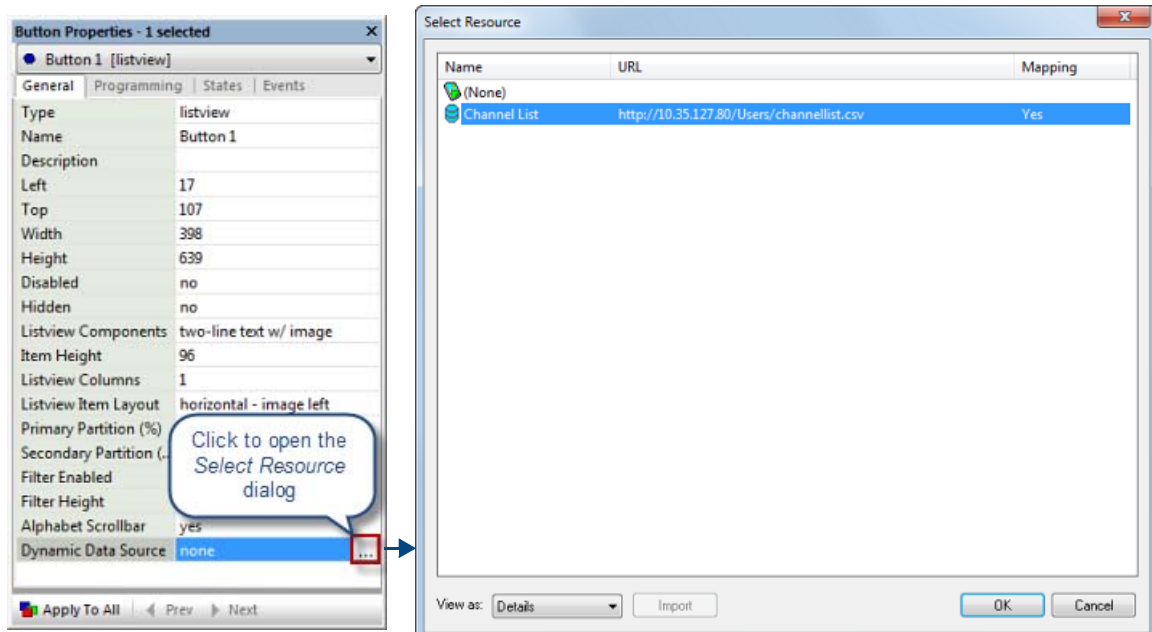 Button Properties - 1 selected
Button 1 [listview]
General Programming States Events
Type listview
Name Button 1
Description
Left 17
Top 107
Width 398
Height 639
Disabled no
Hidden no
Listview Components two-line text w/ image
Item Height 96
Listview Columns 1
Listview Item Layout horizontal - image left
Primary Partition (%)
Secondary Partition (..
Filter Enabled
Filter Height
Alphabet Scrollbar yes
Dynamic Data Source none ...
Click to open the
Select Resource
dialog
Apply To All Prev Next
Select Resource
Name URL Mapping
(None)
Channel List http://10.35.127.80/Users/channellist.csv Yes
View as: Details Import OK Cancel